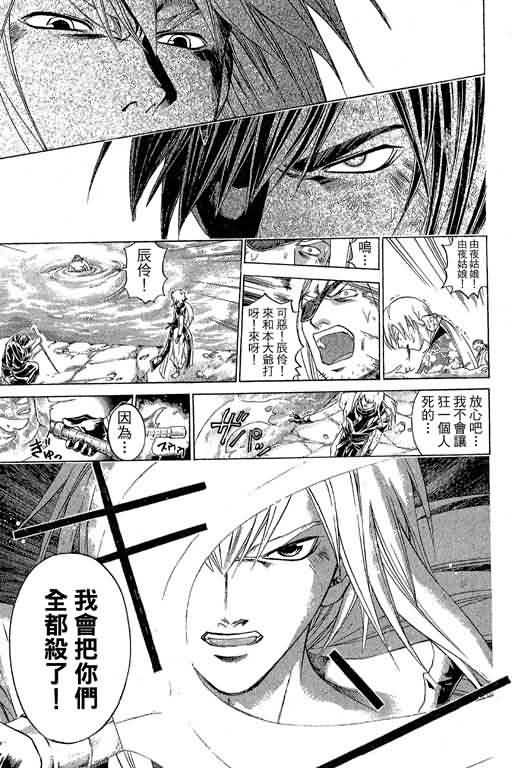 由夜姑娘！
由夜姑娘！
嗚…
可惡！辰伶！
來和本大爺打
呀！來呀！
辰伶！
放心吧…
我不會讓
狂一個人
死的…
因為…
我會把你們
全都殺了！